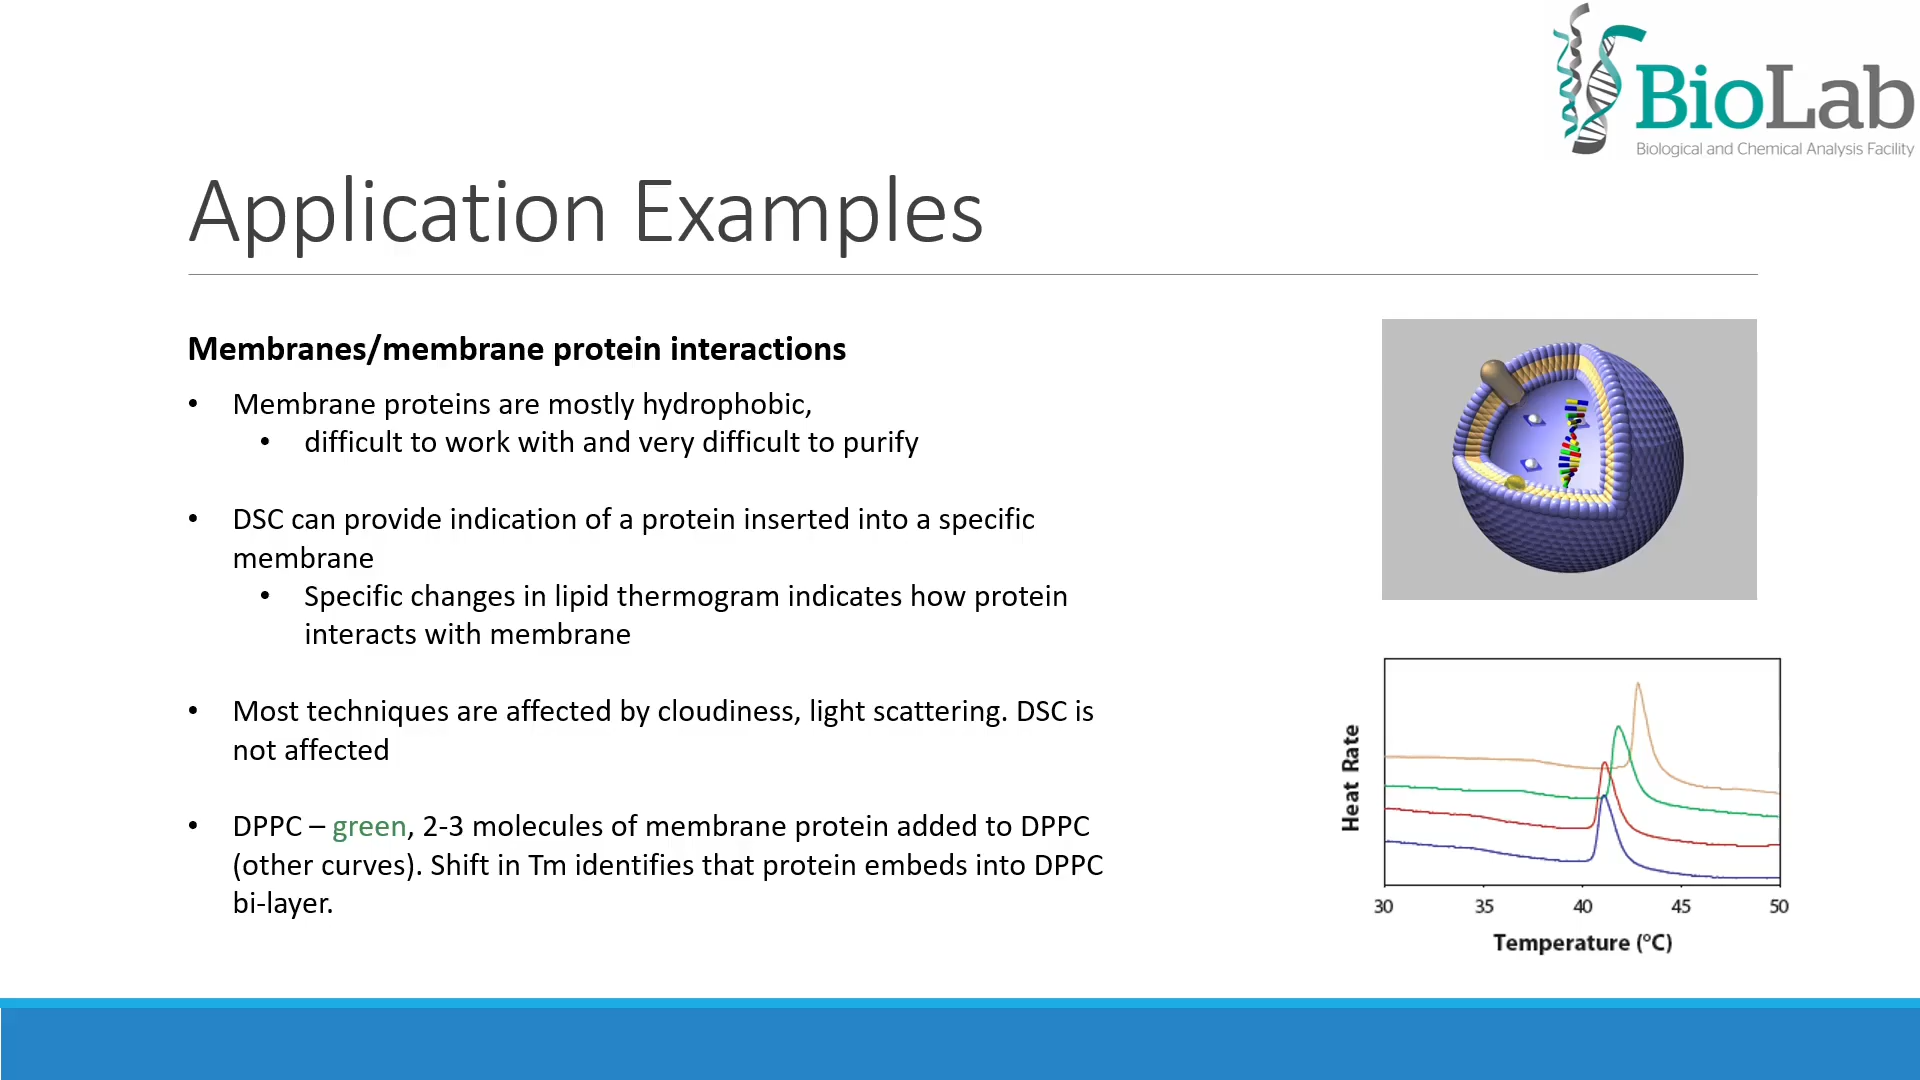 BioLab
Biological and Chemical Analysis Facility
Application Examples
Membranes/membrane protein interactions
• Membrane proteins are mostly hydrophobic,
• difficult to work with and very difficult to purify
• DSC can provide indication of a protein inserted into a specific
membrane
• Specific changes in lipid thermogram indicates how protein
interacts with membrane
• Most techniques are affected by cloudiness, light scattering. DSC is
not affected
• DPPC – green, 2-3 molecules of membrane protein added to DPPC
(other curves). Shift in Tm identifies that protein embeds into DPPC
bi-layer.
Heat Rate
30 35 40 45 50
Temperature (°C)